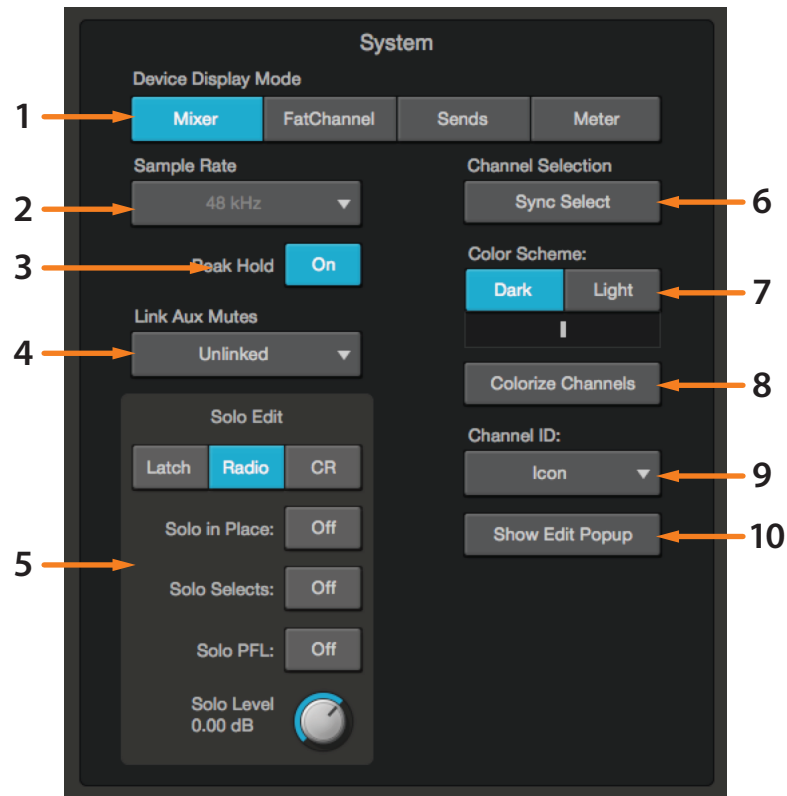 System
Device Display Mode
1
Mixer FatChannel Sends Meter
Sample Rate
2
48 kHz
3
Peak Hold On
Link Aux Mutes
4
Unlinked
Solo Edit
Latch Radio CR
Solo in Place: Off
5
Solo Selects: Off
Solo PFL: Off
Solo Level
0.00 dB
Channel Selection
Sync Select
6
Color Scheme:
Dark Light
7
Colorize Channels
8
Channel ID:
Icon
9
Show Edit Popup
10